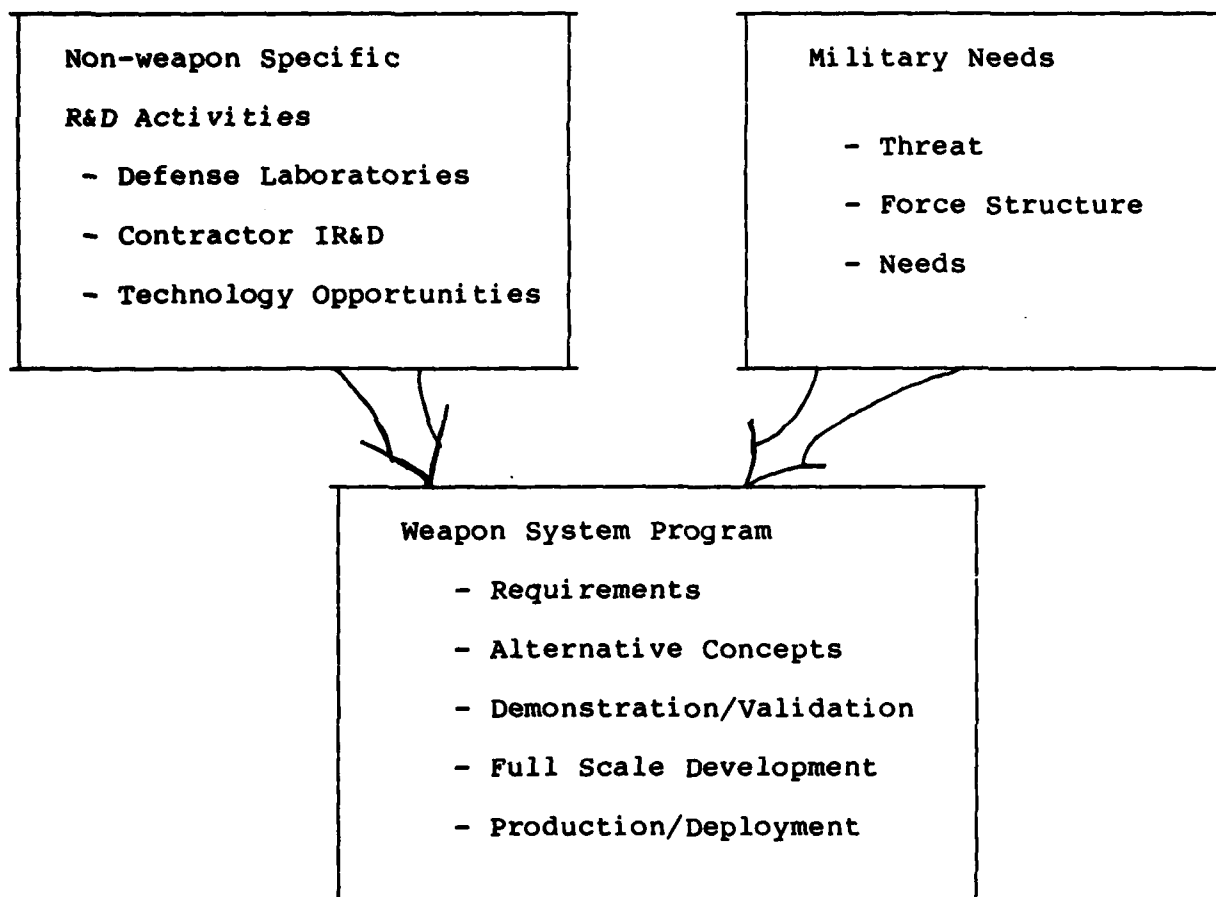 Non-weapon Specific
R&D Activities
- Defense Laboratories
- Contractor IR&D
- Technology Opportunities
Military Needs
- Threat
- Force Structure
- Needs
Weapon System Program
- Requirements
- Alternative Concepts
- Demonstration/Validation
- Full Scale Development
- Production/Deployment